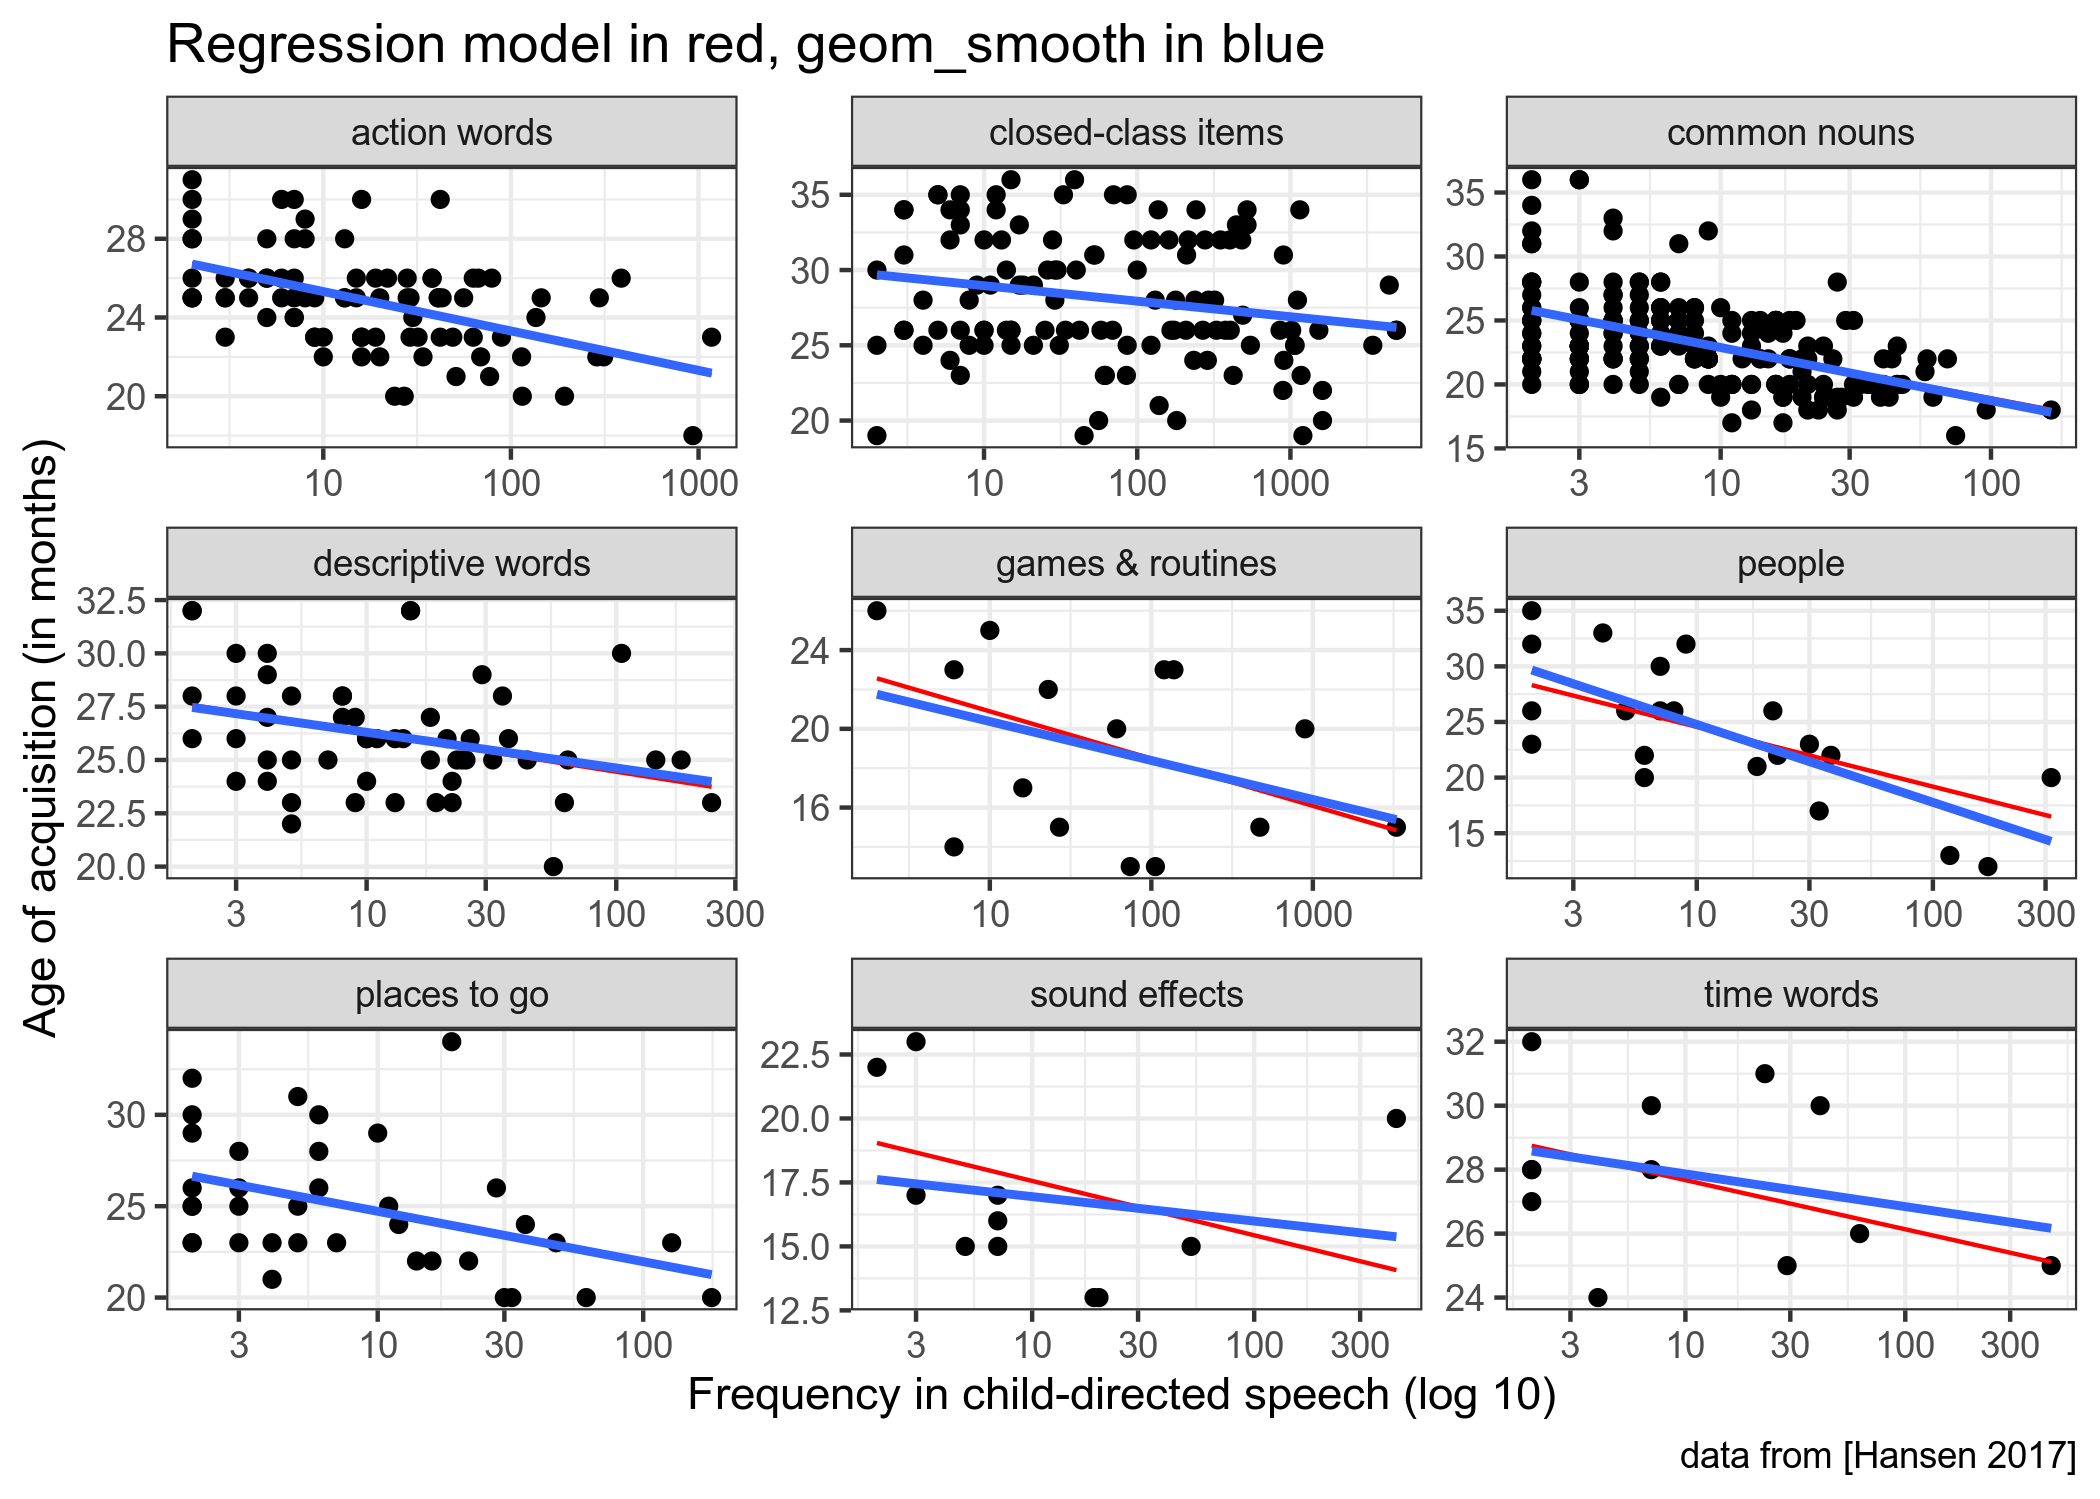 Regression model in red, geom_smooth in blue
Age of acquisition (in months)
action words
28
24
20
10 100 1000
closed-class items
35
30
25
20
10 100 1000
common nouns
35
30
25
20
15
3 10 30 100
descriptive words
32.5
30.0
27.5
25.0
22.5
20.0
3 10 30 100 300
games & routines
24
20
16
10 100 1000
people
35
30
25
20
15
3 10 30 100 300
places to go
30
25
20
3 10 30 100
sound effects
22.5
20.0
17.5
15.0
12.5
3 10 30 100 300
time words
32
30
28
26
24
3 10 30 100 300
Frequency in child-directed speech (log 10)
data from [Hansen 2017]